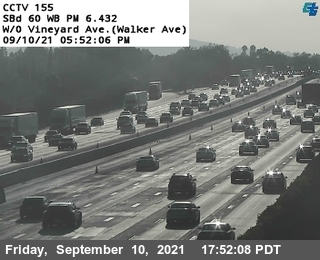 CCTV 155
SBd 60 WB PM 6.432
W/O Vineyard Ave.(Walker Ave)
09/10/21 05:52:06 PM
Friday, September 10, 2021 17:52:08 PDT